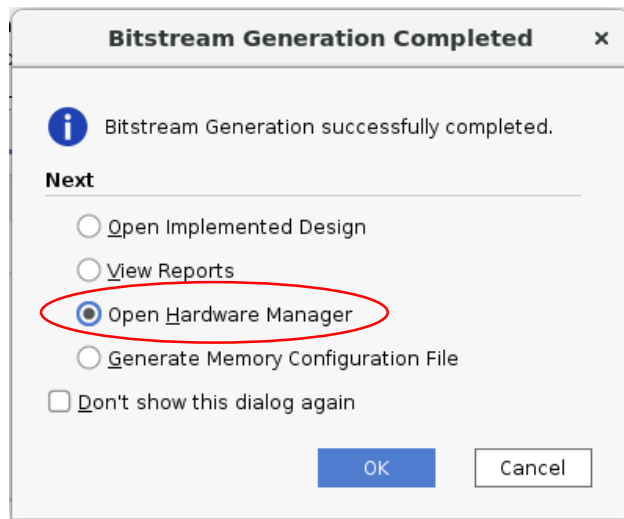 Bitstream Generation Completed ×
Bitstream Generation successfully completed.
Next
Open Implemented Design
View Reports
Open Hardware Manager
Generate Memory Configuration File
Don't show this dialog again
OK Cancel